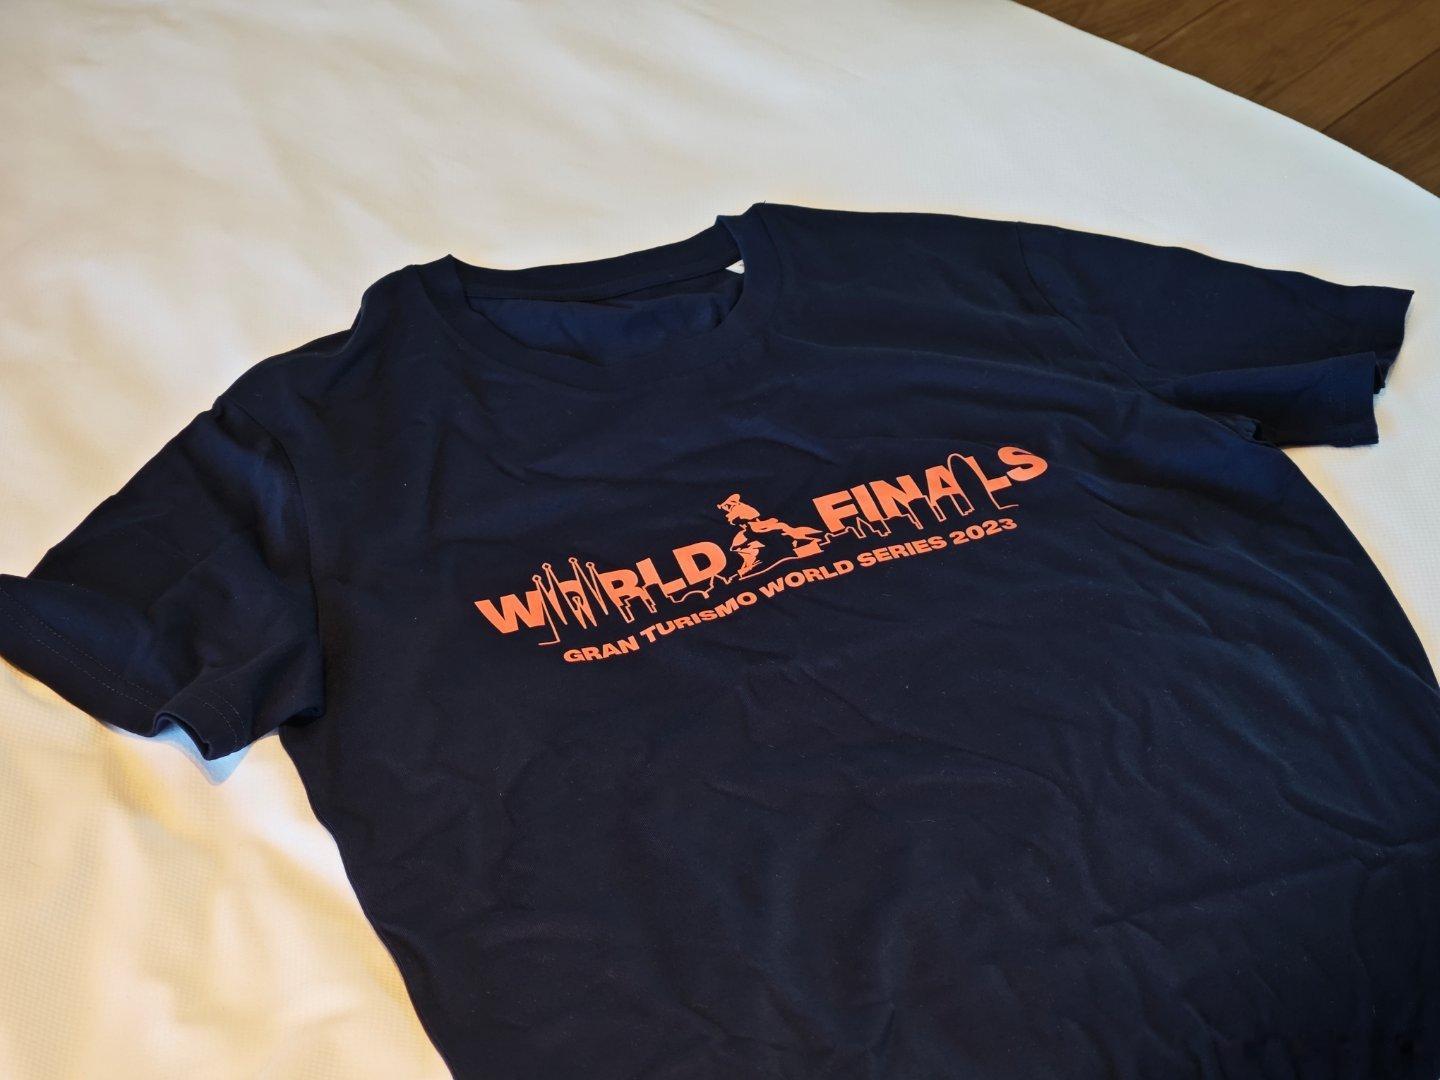 WORLD FINALS
GRAN TURISMO WORLD SERIES 2023